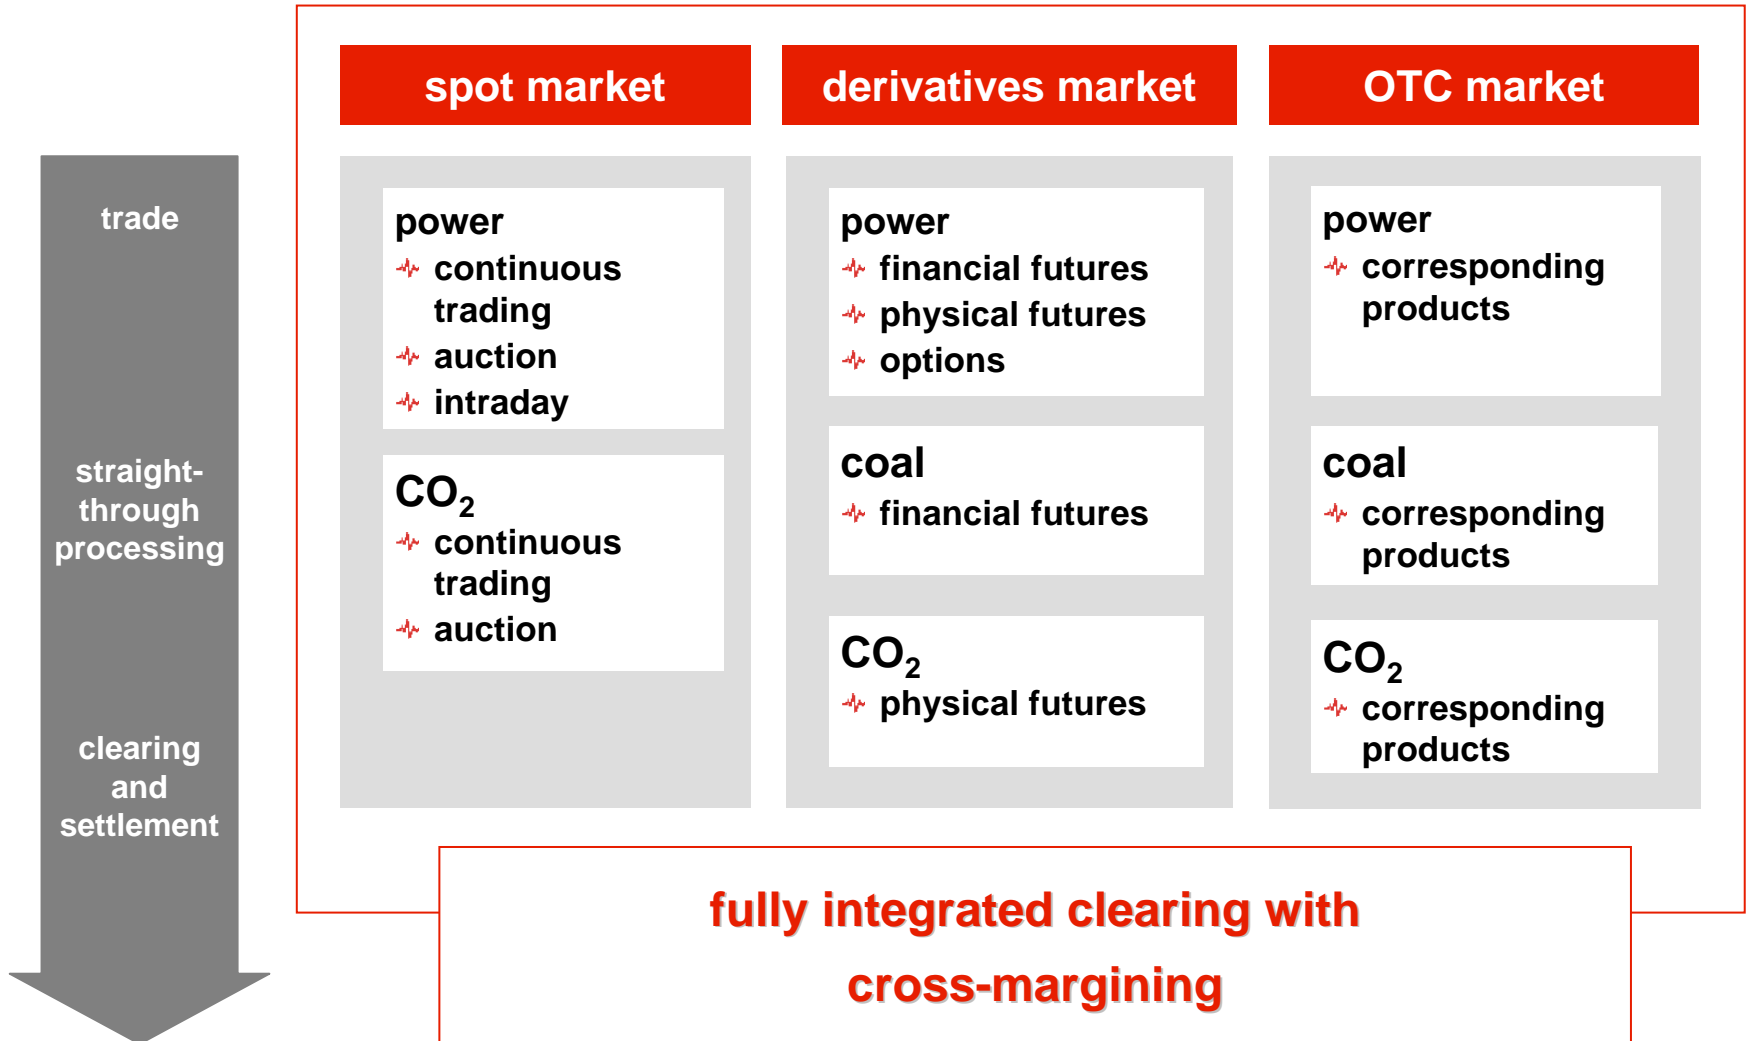 spot market
derivatives market
OTC market
trade
straight-
through
processing
clearing
and
settlement
power
continuous
trading
auction
intraday
CO₂
continuous
trading
auction
power
financial futures
physical futures
options
coal
financial futures
CO₂
physical futures
power
corresponding
products
coal
corresponding
products
CO₂
corresponding
products
fully integrated clearing with
cross-margining